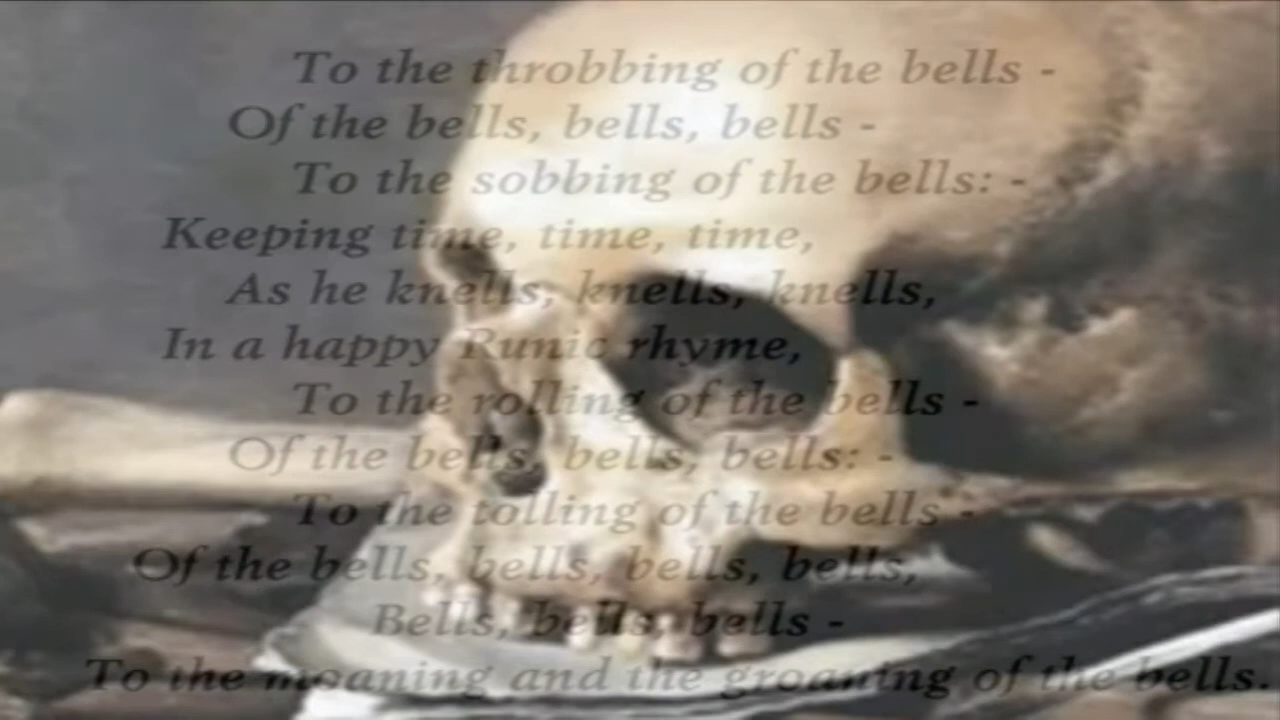 To the throbbing of the bells -
Of the bells, bells, bells -
To the sobbing of the bells: -
Keeping time, time, time,
As he knells, knells, knells,
In a happy Runic rhyme,
To the rolling of the bells -
Of the bells, bells, bells: -
To the tolling of the bells -
Of the bells, bells, bells, bells,
Bells, bells, bells -
To the moaning and the groaning of the bells.